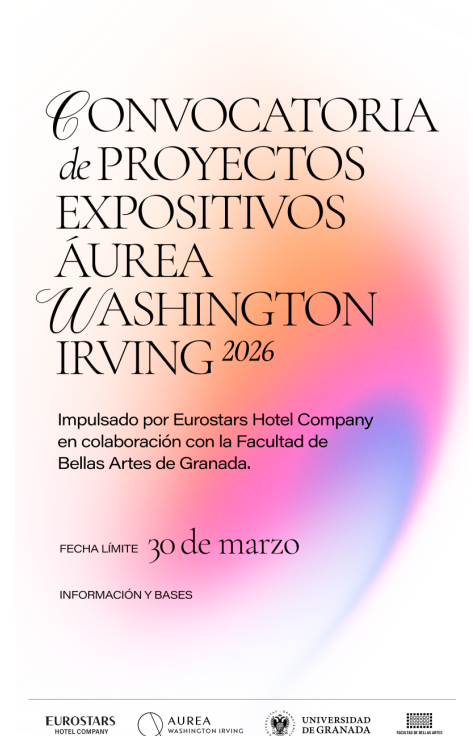 CONVOCATORIA
de PROYECTOS
EXPOSITIVOS
ÁUREA
WASHINGTON
IRVING 2026
Impulsado por Eurostars Hotel Company
en colaboración con la Facultad de
Bellas Artes de Granada.
FECHA LÍMITE 30 de marzo
INFORMACIÓN Y BASES
EUROSTARS
HOTEL COMPANY
AUREA
WASHINGTON IRVING
UNIVERSIDAD
DE GRANADA
FACULTAD DE BELLAS ARTES